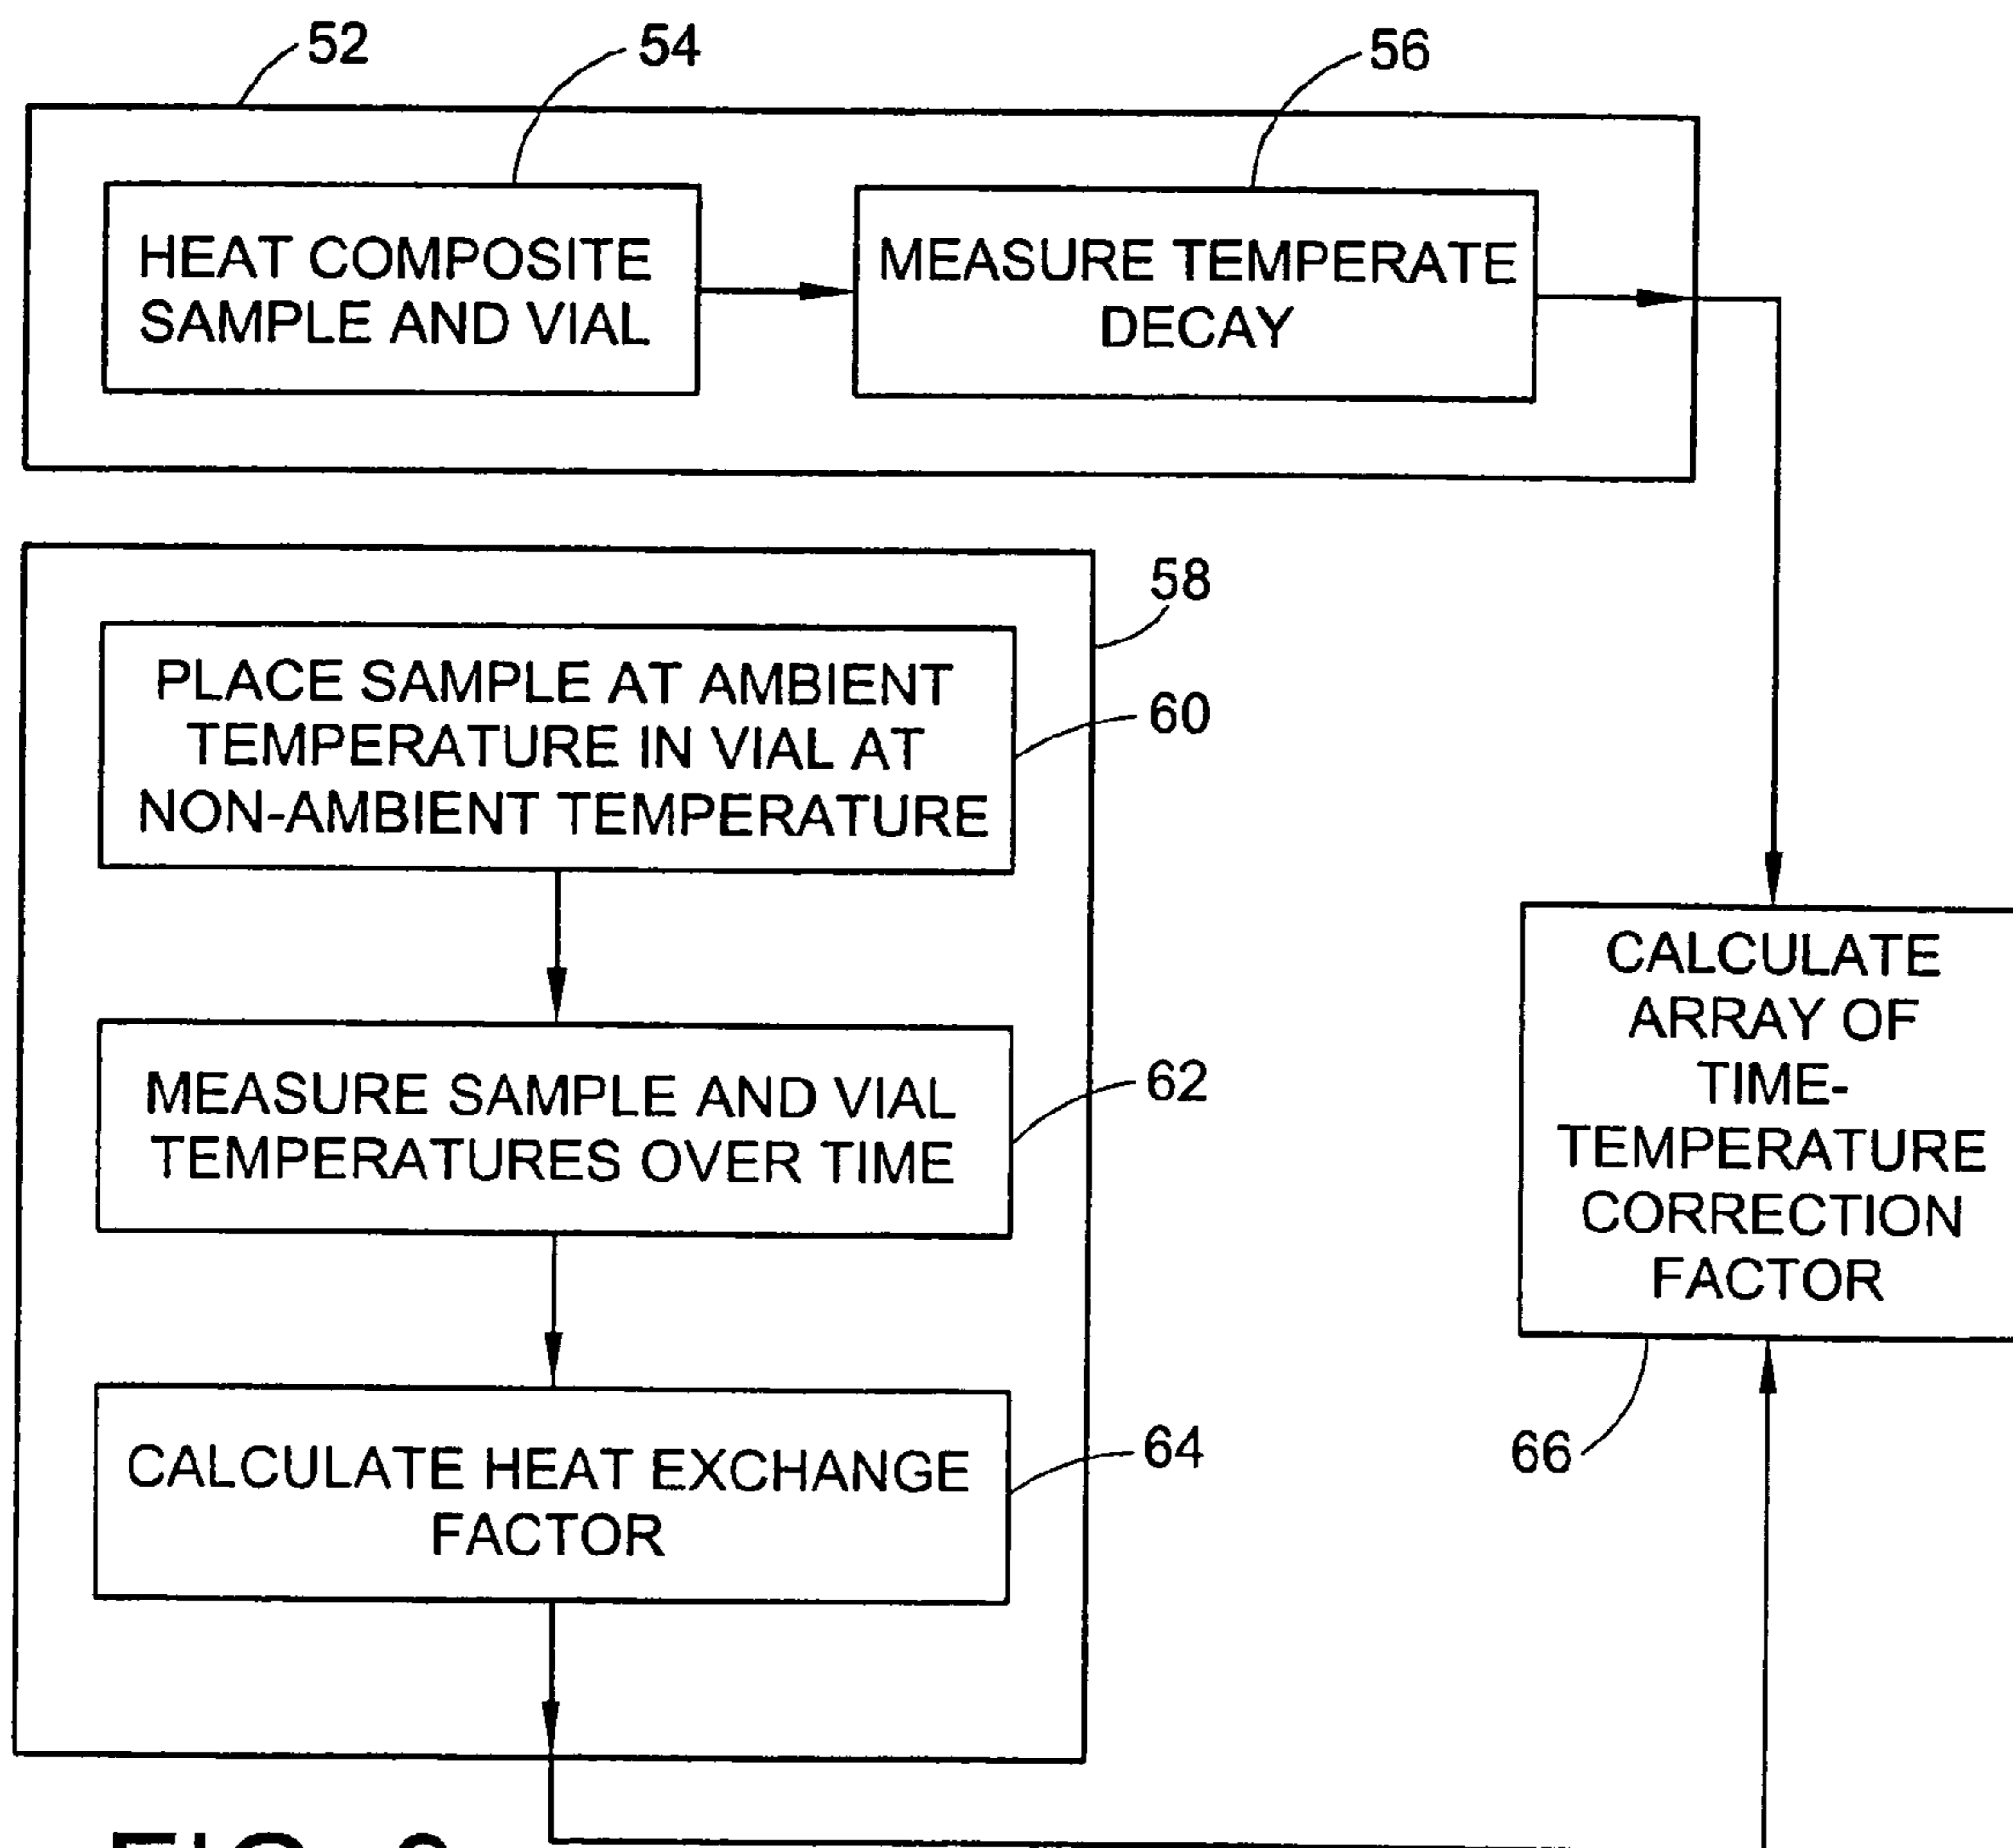 52
54
56
HEAT COMPOSITE
SAMPLE AND VIAL
MEASURE TEMPERATE
DECAY
58
PLACE SAMPLE AT AMBIENT
TEMPERATURE IN VIAL AT
NON-AMBIENT TEMPERATURE
60
MEASURE SAMPLE AND VIAL
TEMPERATURES OVER TIME
62
CALCULATE HEAT EXCHANGE
FACTOR
64
CALCULATE
ARRAY OF
TIME-
TEMPERATURE
CORRECTION
FACTOR
66
FIG.